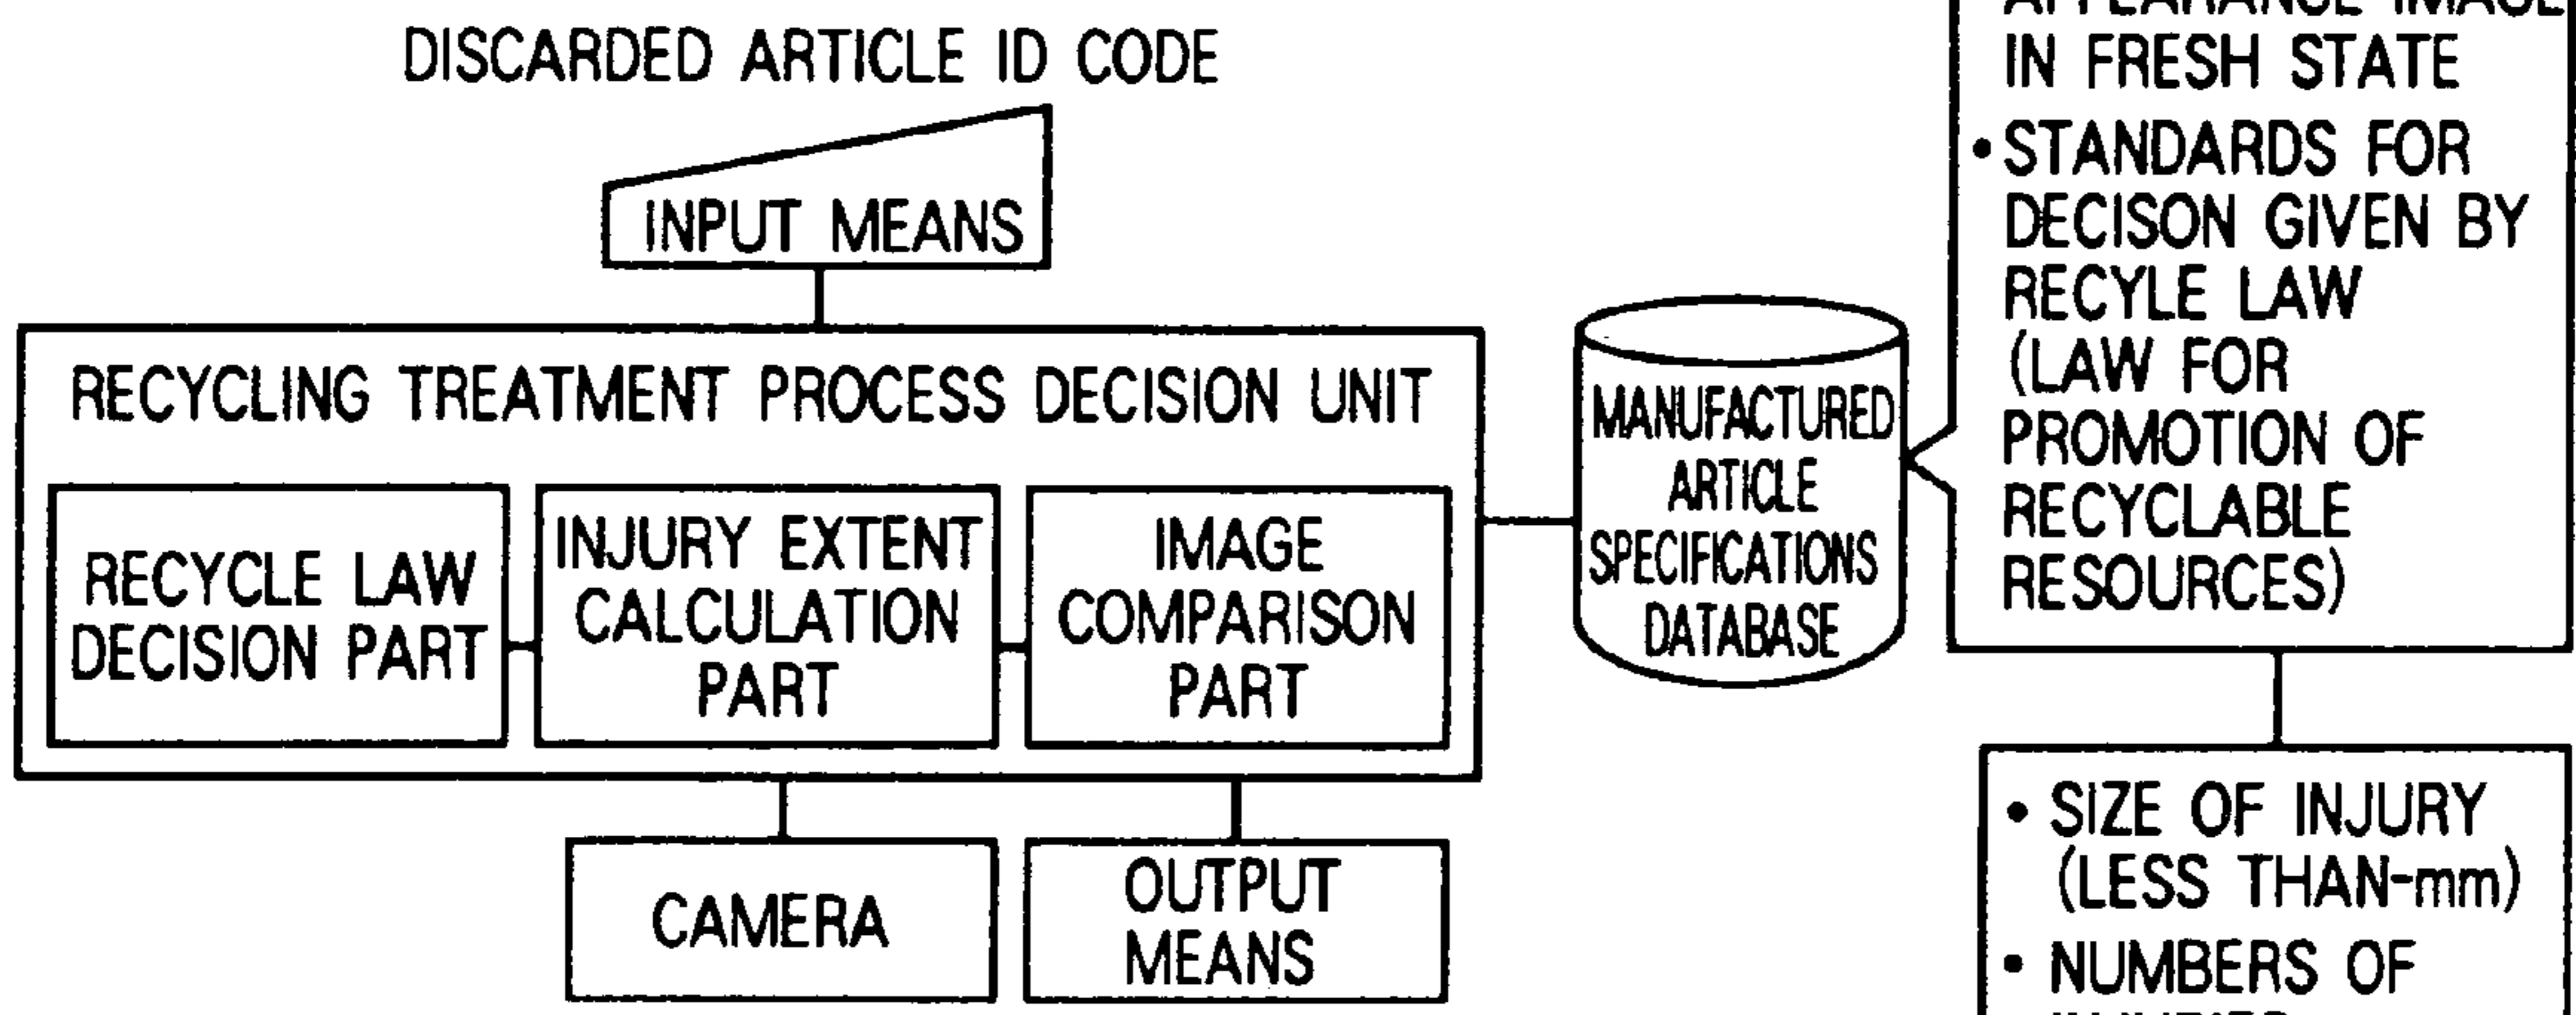 DISCARDED ARTICLE ID CODE
INPUT MEANS
RECYCLING TREATMENT PROCESS DECISION UNIT
RECYCLE LAW
DECISION PART
INJURY EXTENT
CALCULATION
PART
IMAGE
COMPARISON
PART
CAMERA
OUTPUT
MEANS
MANUFACTURED
ARTICLE
SPECIFICATIONS
DATABASE
APPEARANCE IMAGE
IN FRESH STATE
• STANDARDS FOR
DECISON GIVEN BY
RECYLE LAW
(LAW FOR
PROMOTION OF
RECYCLABLE
RESOURCES)
• SIZE OF INJURY
(LESS THAN-mm)
• NUMBERS OF